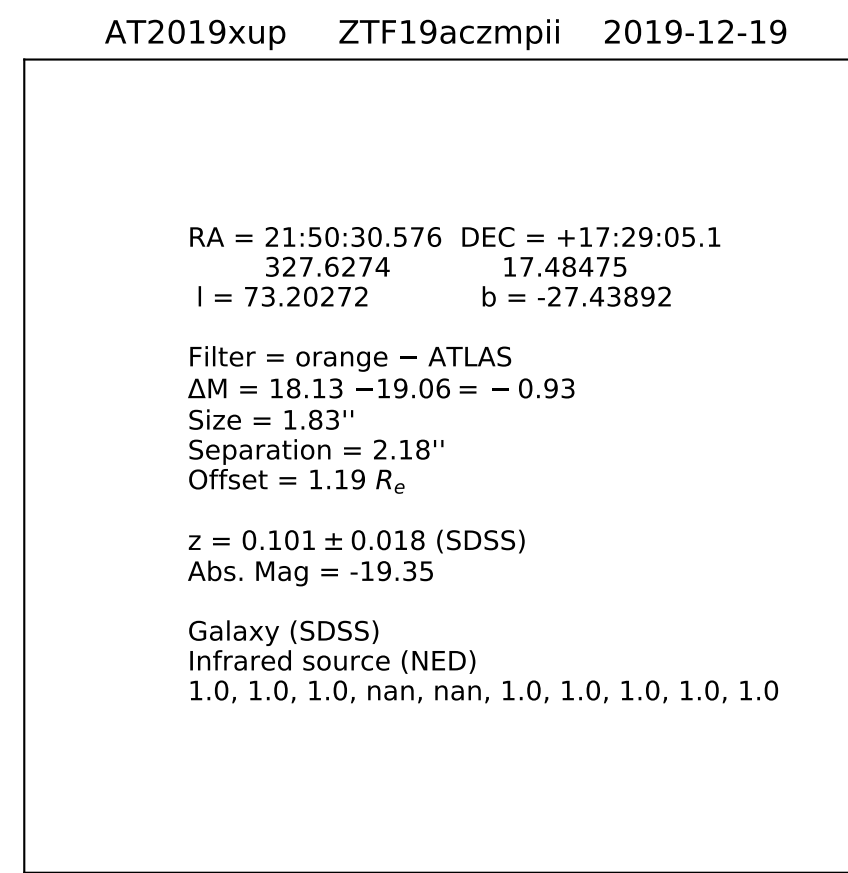 AT2019xup ZTF19aczmpii 2019-12-19
RA = 21:50:30.576 DEC = +17:29:05.1
327.6274 17.48475
l = 73.20272 b = -27.43892
Filter = orange − ATLAS
ΔM = 18.13 −19.06 = − 0.93
Size = 1.83''
Separation = 2.18''
Offset = 1.19 Re
z = 0.101 ± 0.018 (SDSS)
Abs. Mag = -19.35
Galaxy (SDSS)
Infrared source (NED)
1.0, 1.0, 1.0, nan, nan, 1.0, 1.0, 1.0, 1.0, 1.0